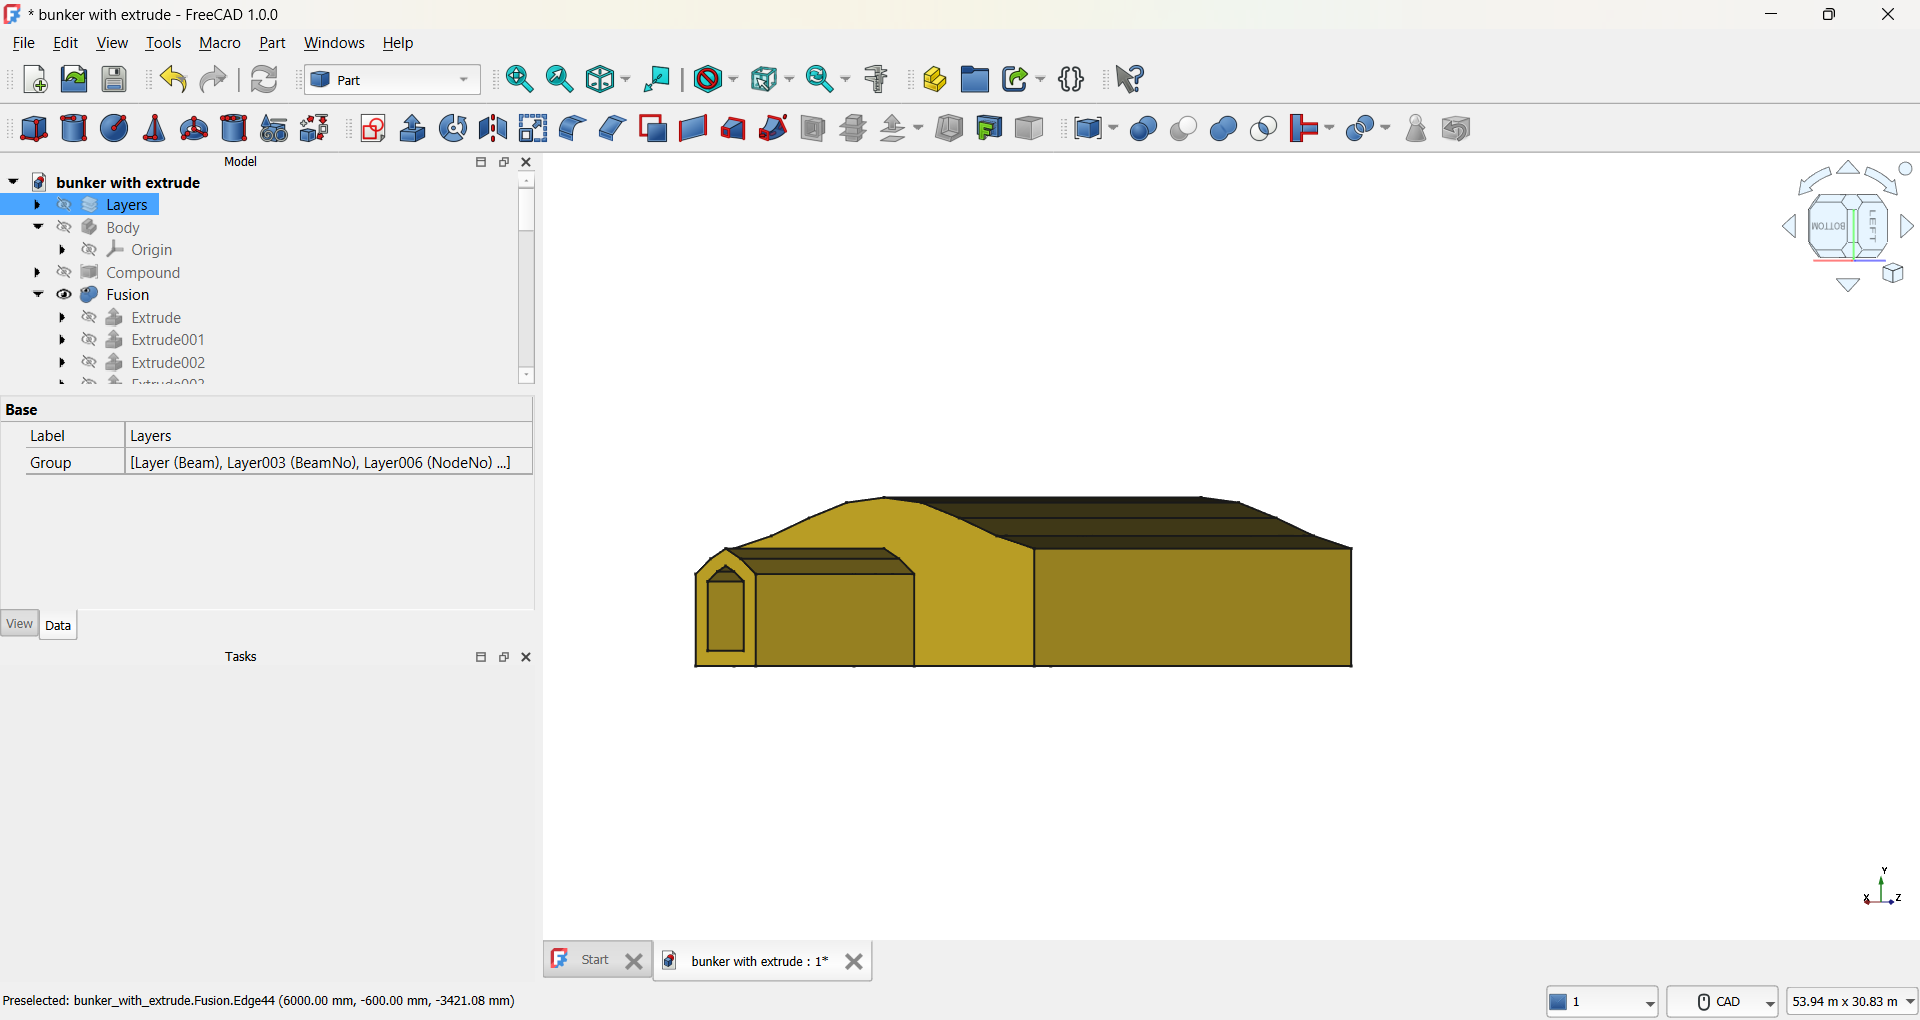 * bunker with extrude - FreeCAD 1.0.0
File Edit View Tools Macro Part Windows Help
Part
Model
bunker with extrude
Layers
Body
Origin
Compound
Fusion
Extrude
Extrude001
Extrude002
Base
Label Layers
Group [Layer (Beam), Layer003 (BeamNo), Layer006 (NodeNo) ...]
View Data
Tasks
BOTTOM LEFT
Y
X Z
Start bunker with extrude : 1*
Preselected: bunker_with_extrude.Fusion.Edge44 (6000.00 mm, -600.00 mm, -3421.08 mm)
1 CAD 53.94 m x 30.83 m